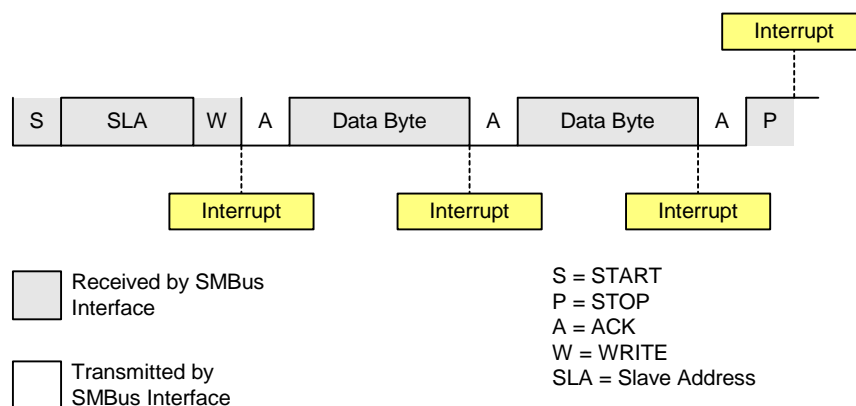 Interrupt
S SLA W A Data Byte A Data Byte A P
Interrupt Interrupt Interrupt
Received by SMBus
Interface
Transmitted by
SMBus Interface
S = START
P = STOP
A = ACK
W = WRITE
SLA = Slave Address